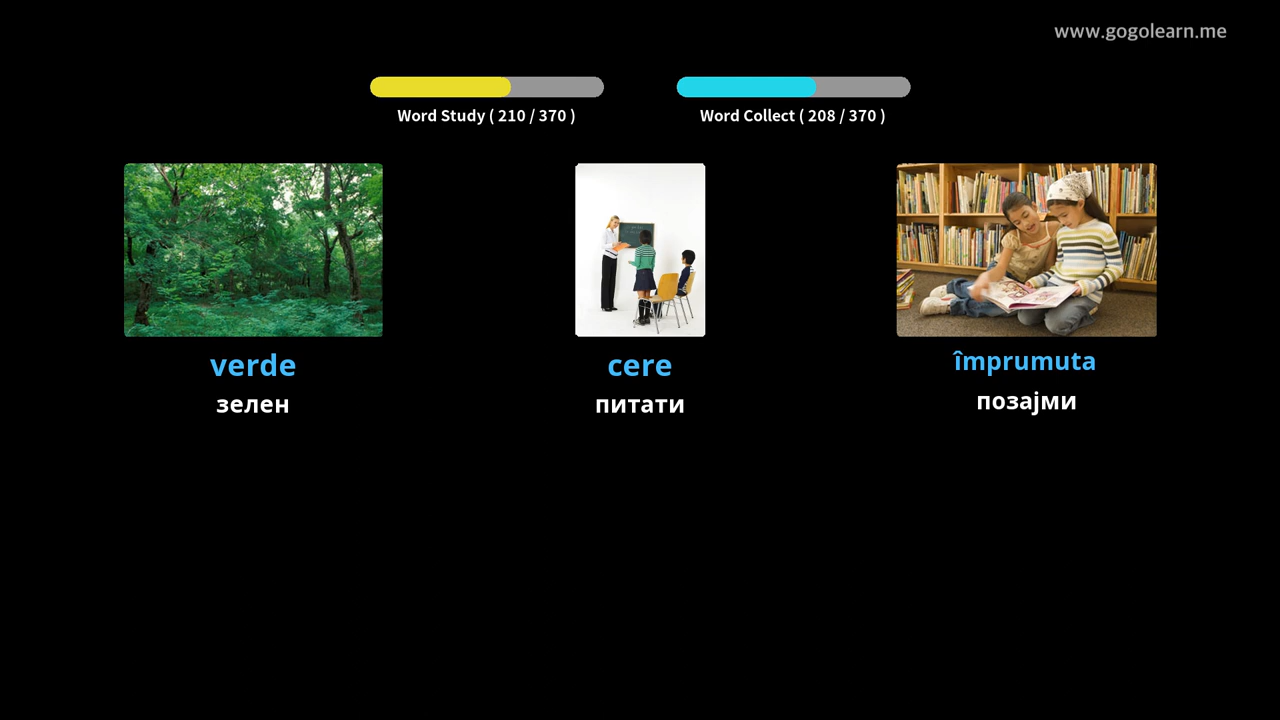 www.gogolearn.me
Word Study ( 210 / 370 )
Word Collect ( 208 / 370 )
verde
зелен
cere
питати
împrumuta
позајми